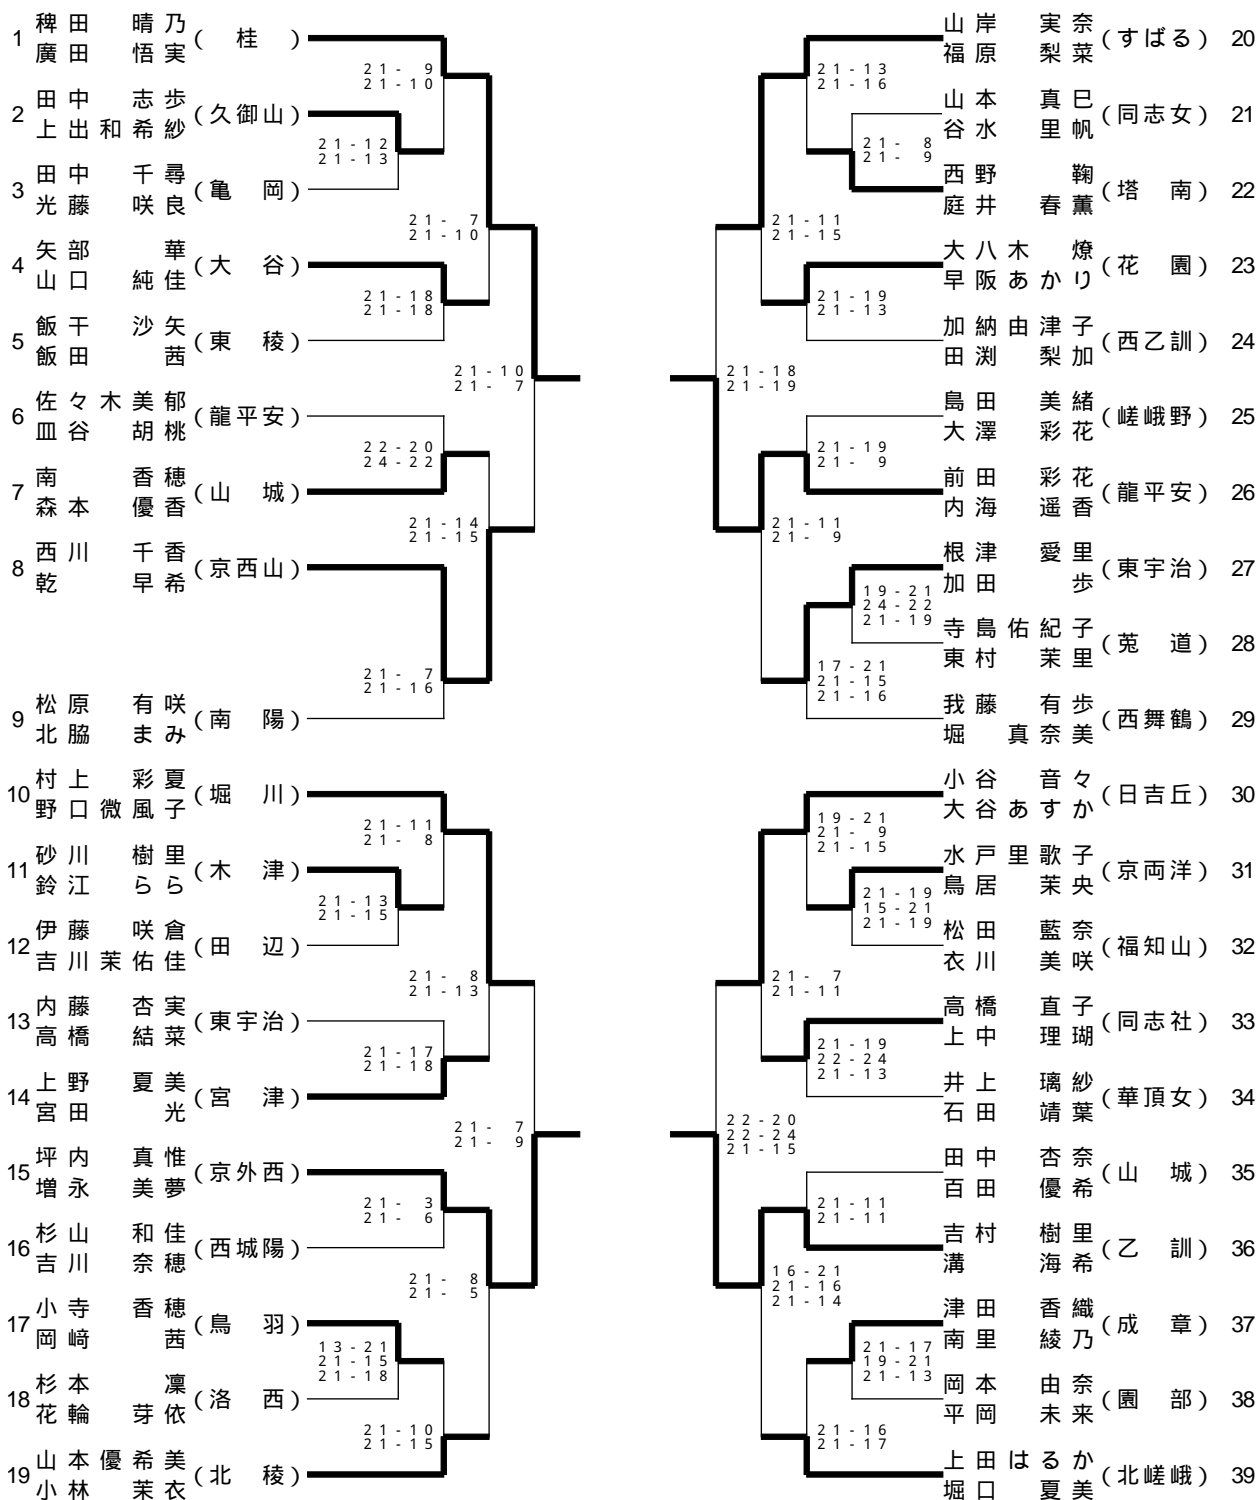 1 稗田 晴乃
廣田 悟実 (桂)
21-9
21-10
2 田中 志歩
上出和希紗 (久御山)
21-12
21-13
3 田中 千尋
光藤 咲良 (亀岡)
21-7
21-10
4 矢部 華
山口 純佳 (大谷)
21-18
21-18
5 飯干 沙矢
飯田 茜 (東稜)
21-10
21-7
6 佐々木美郁
皿谷 胡桃 (龍平安)
22-20
24-22
7 南 香穂
森本 優香 (山城)
21-14
21-15
8 西川 千香
乾 早希 (京西山)
21-7
21-16
9 松原 有咲
北脇 まみ (南陽)
10 村上 彩夏
野口微風子 (堀川)
21-11
21-8
11 砂川 樹里
鈴江 らら (木津)
21-13
21-15
12 伊藤 咲倉
吉川茉佑佳 (田辺)
21-8
21-13
13 内藤 杏実
高橋 結菜 (東宇治)
21-17
21-18
14 上野 夏美
宮田 光 (宮津)
21-7
21-9
15 坪内 真惟
増永 美夢 (京外西)
21-3
21-6
16 杉山 和佳
吉川 奈穂 (西城陽)
21-8
21-5
17 小寺 香穂
岡﨑 茜 (鳥羽)
13-21
21-15
21-18
18 杉本 凜
花輪 芽依 (洛西)
21-10
21-15
19 山本優希美
小林 茉衣 (北稜)
山岸 実奈
福原 梨菜 (すばる) 20
21-13
21-16
山本 真巳
谷水 里帆 (同志女) 21
21-8
21-9
西野 鞠
庭井 春薫 (塔南) 22
21-11
21-15
大八木 燎
早阪あかり (花園) 23
21-19
21-13
加納由津子
田渕 梨加 (西乙訓) 24
21-18
21-19
島田 美緒
大澤 彩花 (嵯峨野) 25
21-19
21-9
前田 彩花
内海 遥香 (龍平安) 26
21-11
21-9
根津 愛里
加田 歩 (東宇治) 27
19-21
24-22
21-19
寺島佑紀子
東村 茉里 (莵道) 28
17-21
21-15
21-16
我藤 有歩
堀 真奈美 (西舞鶴) 29
小谷 音々
大谷あすか (日吉丘) 30
19-21
21-9
21-15
水戸里歌子
鳥居 茉央 (京両洋) 31
21-19
15-21
21-19
松田 藍奈
衣川 美咲 (福知山) 32
21-7
21-11
高橋 直子
上中 理瑚 (同志社) 33
21-19
22-24
21-13
井上 璃紗
石田 靖葉 (華頂女) 34
22-20
22-24
21-15
田中 杏奈
百田 優希 (山城) 35
21-11
21-11
吉村 樹里
溝 海希 (乙訓) 36
16-21
21-16
21-14
津田 香織
南里 綾乃 (成章) 37
21-17
19-21
21-13
岡本 由奈
平岡 未来 (園部) 38
21-16
21-17
上田はるか
堀口 夏美 (北嵯峨) 39